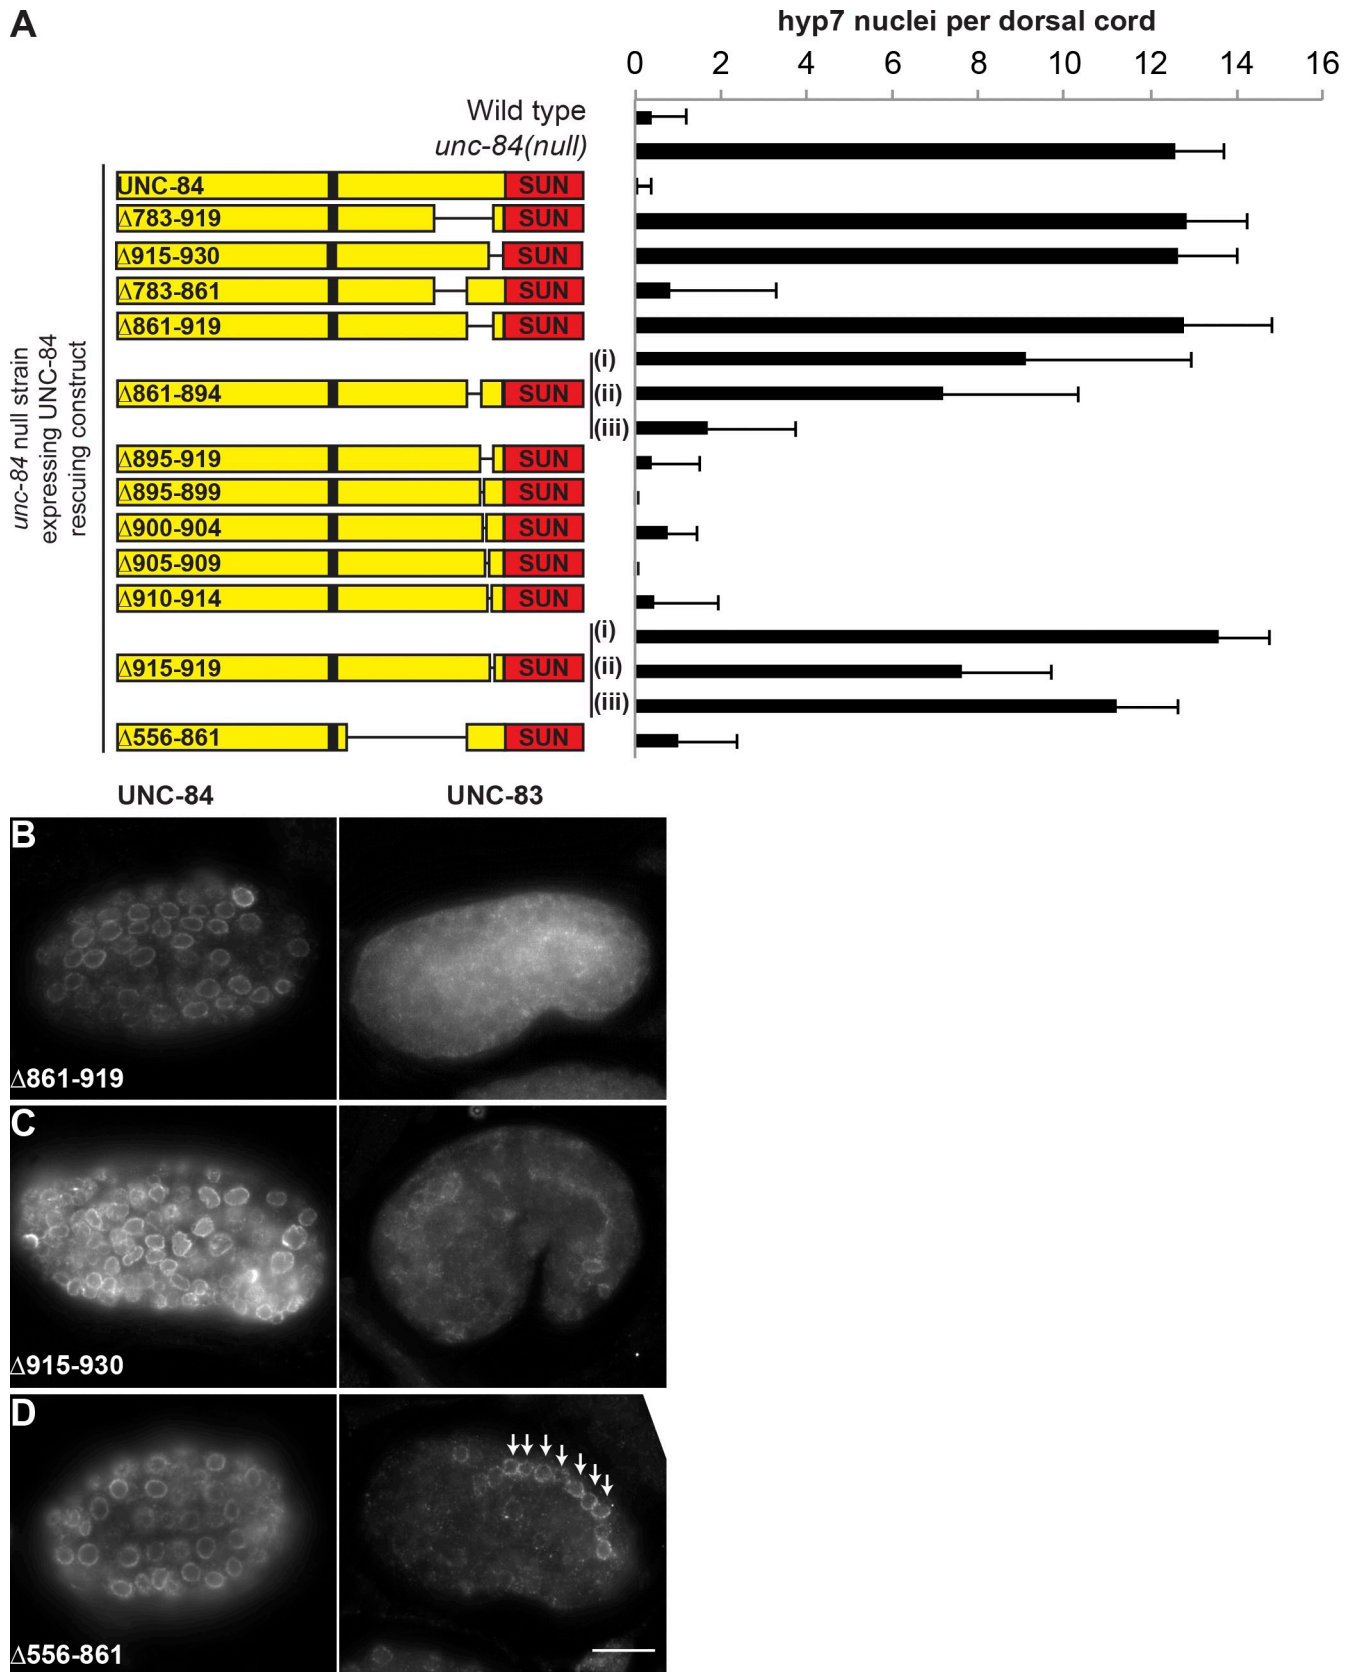 A
hyp7 nuclei per dorsal cord
0 2 4 6 8 10 12 14 16
Wild type
unc-84(null)
UNC-84 SUN
Δ783-919 SUN
Δ915-930 SUN
Δ783-861 SUN
Δ861-919 SUN
(i)
Δ861-894 SUN (ii)
(iii)
Δ895-919 SUN
Δ895-899 SUN
Δ900-904 SUN
Δ905-909 SUN
Δ910-914 SUN
(i)
Δ915-919 SUN (ii)
(iii)
Δ556-861 SUN
unc-84 null strain
expressing UNC-84
rescuing construct
UNC-84 UNC-83
B
Δ861-919
C
Δ915-930
D
Δ556-861